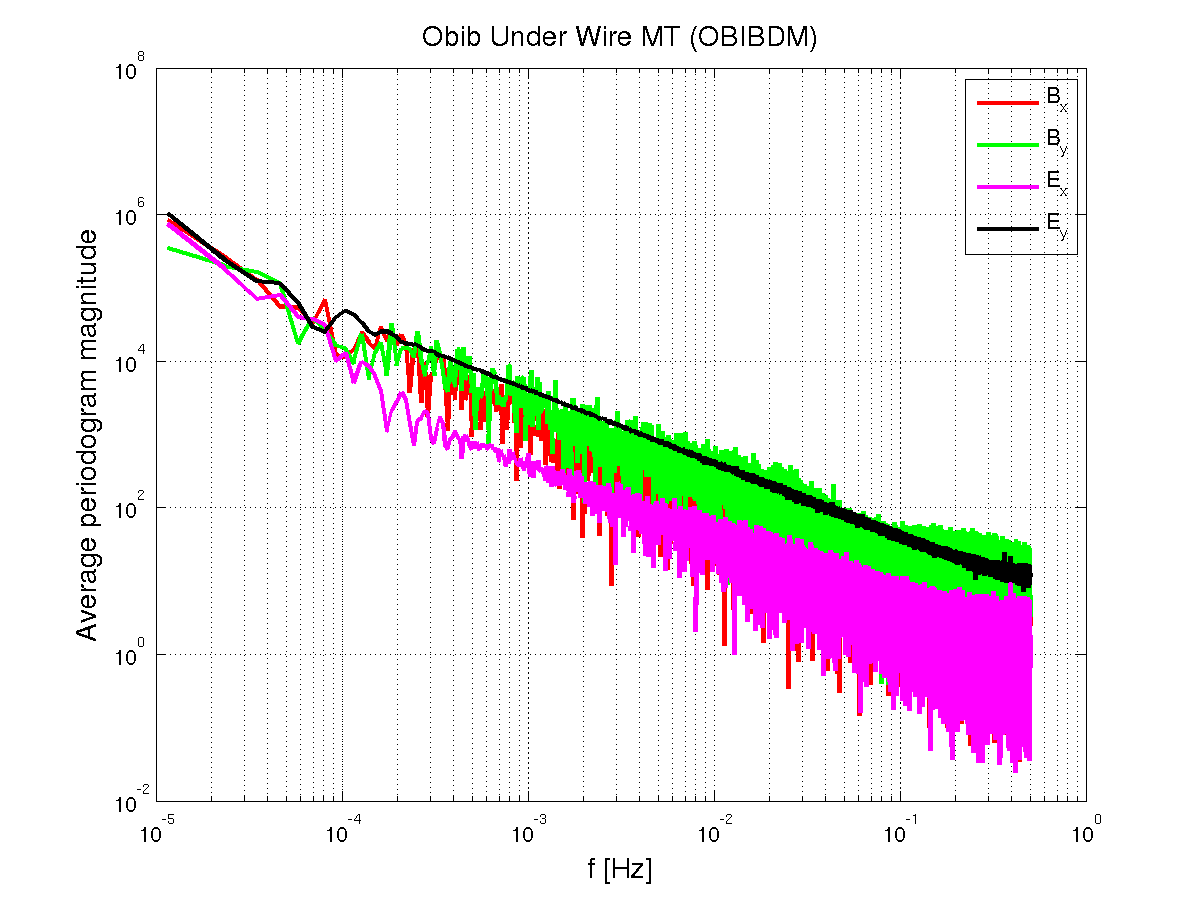 Obib Under Wire MT (OBIBDM)
10^8
10^6
10^4
10^2
10^0
10^-2
Average periodogram magnitude
B_x
B_y
E_x
E_y
10^-5 10^-4 10^-3 10^-2 10^-1 10^0
f [Hz]